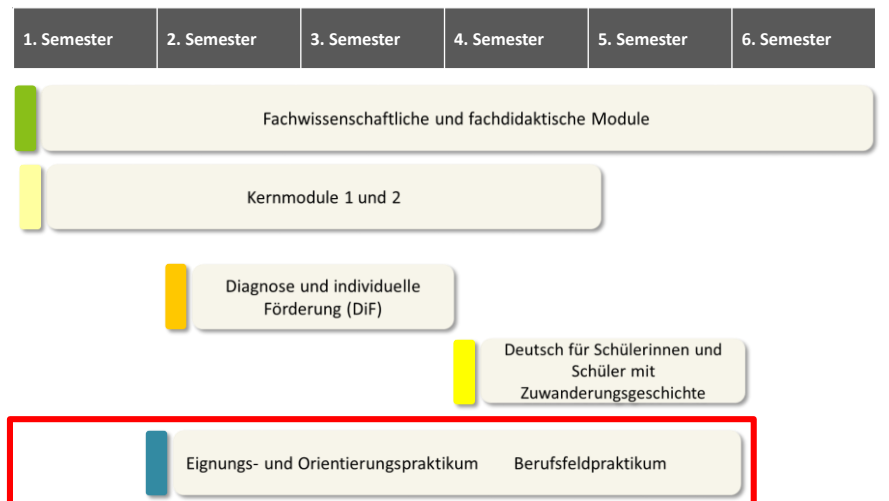 1. Semester 2. Semester 3. Semester 4. Semester 5. Semester 6. Semester
Fachwissenschaftliche und fachdidaktische Module
Kernmodule 1 und 2
Diagnose und individuelle
Förderung (DiF)
Deutsch für Schülerinnen und
Schüler mit
Zuwanderungsgeschichte
Eignungs- und Orientierungspraktikum Berufsfeldpraktikum